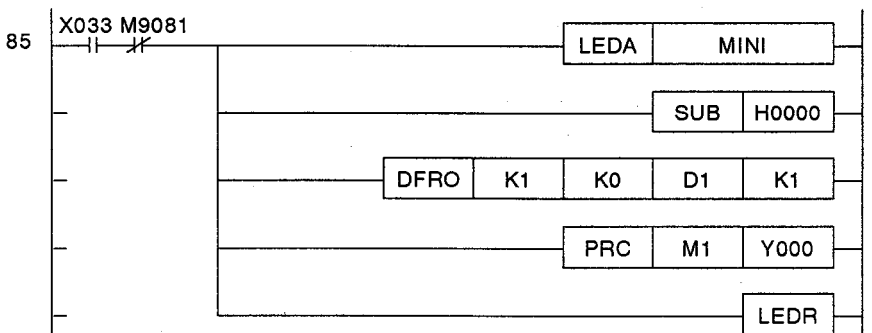 X033 M9081
85 LEDA MINI
SUB H0000
DFRO K1 K0 D1 K1
PRC M1 Y000
LEDR